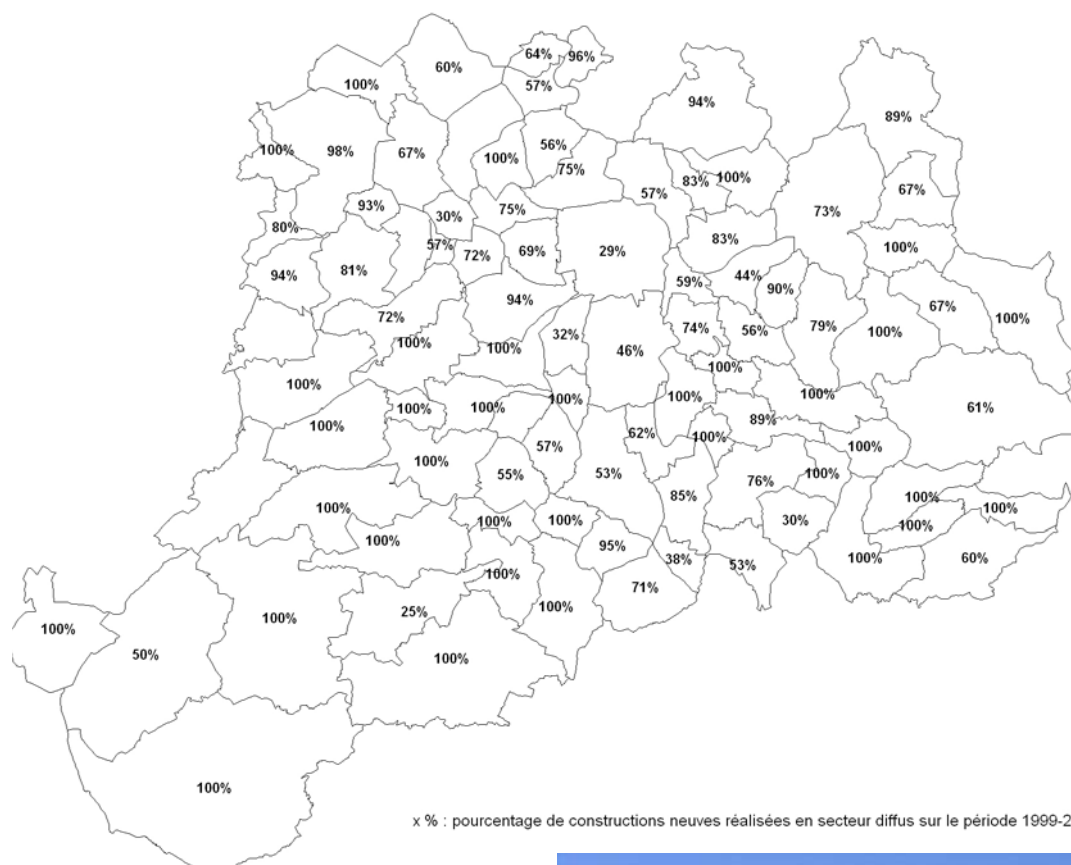 64% 96%
60%
100% 57%
94%
89%
100% 98% 67% 100% 56% 75%
57% 83% 100%
67%
93% 30% 75% 73%
80% 57% 72% 69% 29% 83% 100%
94% 81% 59% 44% 90%
94% 67% 100%
72% 100% 100% 32% 46% 74% 56% 79% 100%
100% 100%
100% 100% 100% 100% 100% 61%
100% 89%
100% 57% 62% 100% 100%
55% 53% 76% 100%
85%
100% 100% 100% 30% 100% 100%
100% 95% 100%
38% 53% 100% 60%
100% 71%
25% 100%
100% 100%
50% 100%
100%
x % : pourcentage de constructions neuves réalisées en secteur diffus sur le période 1999-2